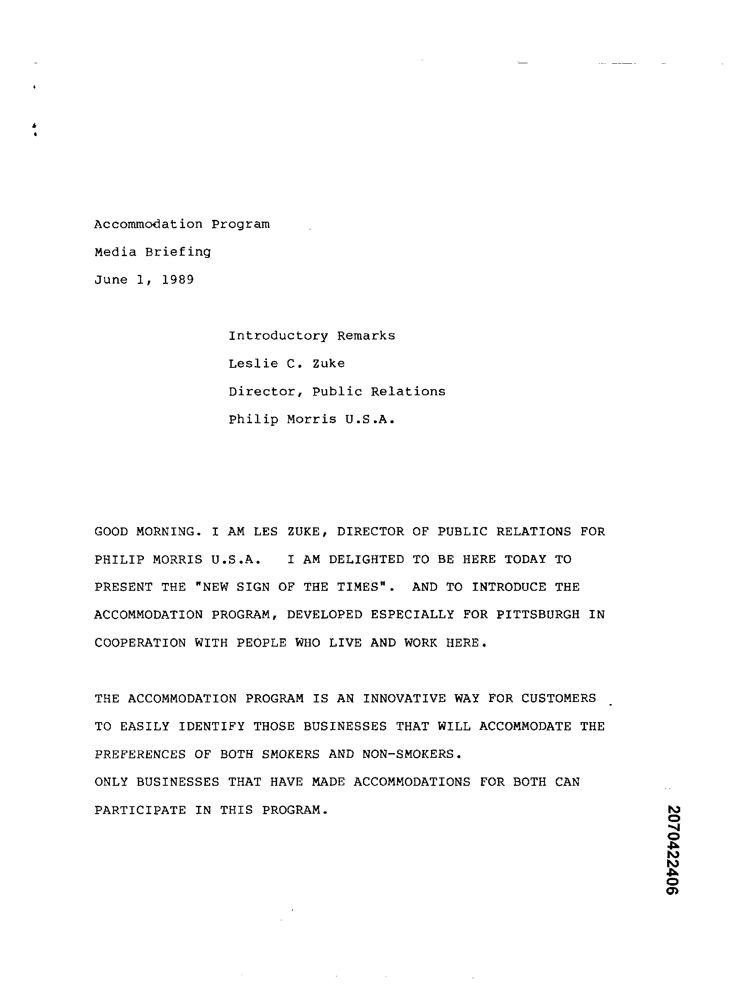 Accommodation Program
Media Briefing
June 1, 1989
Introductory Remarks
Leslie C. Zuke
Director, Public Relations
Philip Morris U.S.A.
GOOD MORNING. I AM LES ZUKE, DIRECTOR OF PUBLIC RELATIONS FOR
PHILIP MORRIS U.S.A. I AM DELIGHTED TO BE HERE TODAY TO
PRESENT THE "NEW SIGN OF THE TIMES". AND TO INTRODUCE THE
ACCOMMODATION PROGRAM, DEVELOPED ESPECIALLY FOR PITTSBURGH IN
COOPERATION WITH PEOPLE WHO LIVE AND WORK HERE.
THE ACCOMMODATION PROGRAM IS AN INNOVATIVE WAY FOR CUSTOMERS
TO EASILY IDENTIFY THOSE BUSINESSES THAT WILL ACCOMMODATE THE
PREFERENCES OF BOTH SMOKERS AND NON-SMOKERS.
ONLY BUSINESSES THAT HAVE MADE ACCOMMODATIONS FOR BOTH CAN
PARTICIPATE IN THIS PROGRAM.
2070422406